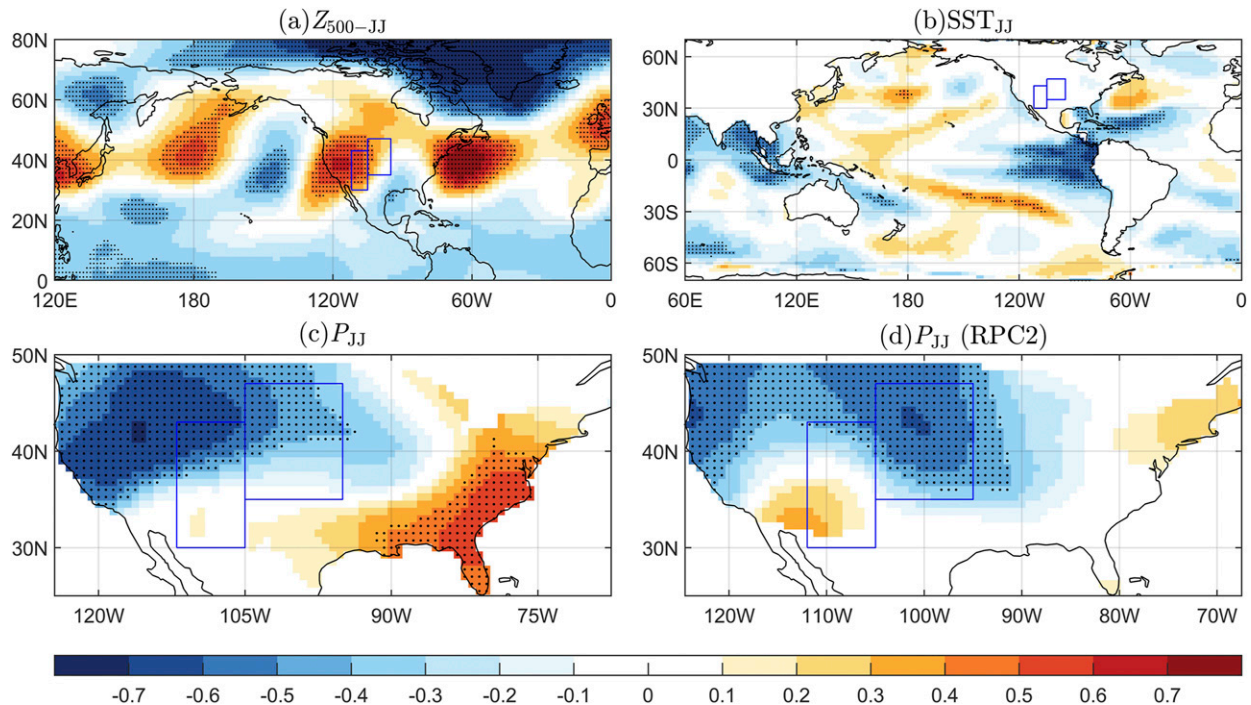 (a) Z500−JJ
(b) SST JJ
80N
60N
40N
20N
0
120E 180 120W 60W 0
60N
30N
0
30S
60S
60E 120E 180 120W 60W 0
(c) PJJ
(d) PJJ (RPC2)
50N
40N
30N
120W 105W 90W 75W
50N
40N
30N
120W 110W 100W 90W 80W 70W
-0.7 -0.6 -0.5 -0.4 -0.3 -0.2 -0.1 0 0.1 0.2 0.3 0.4 0.5 0.6 0.7